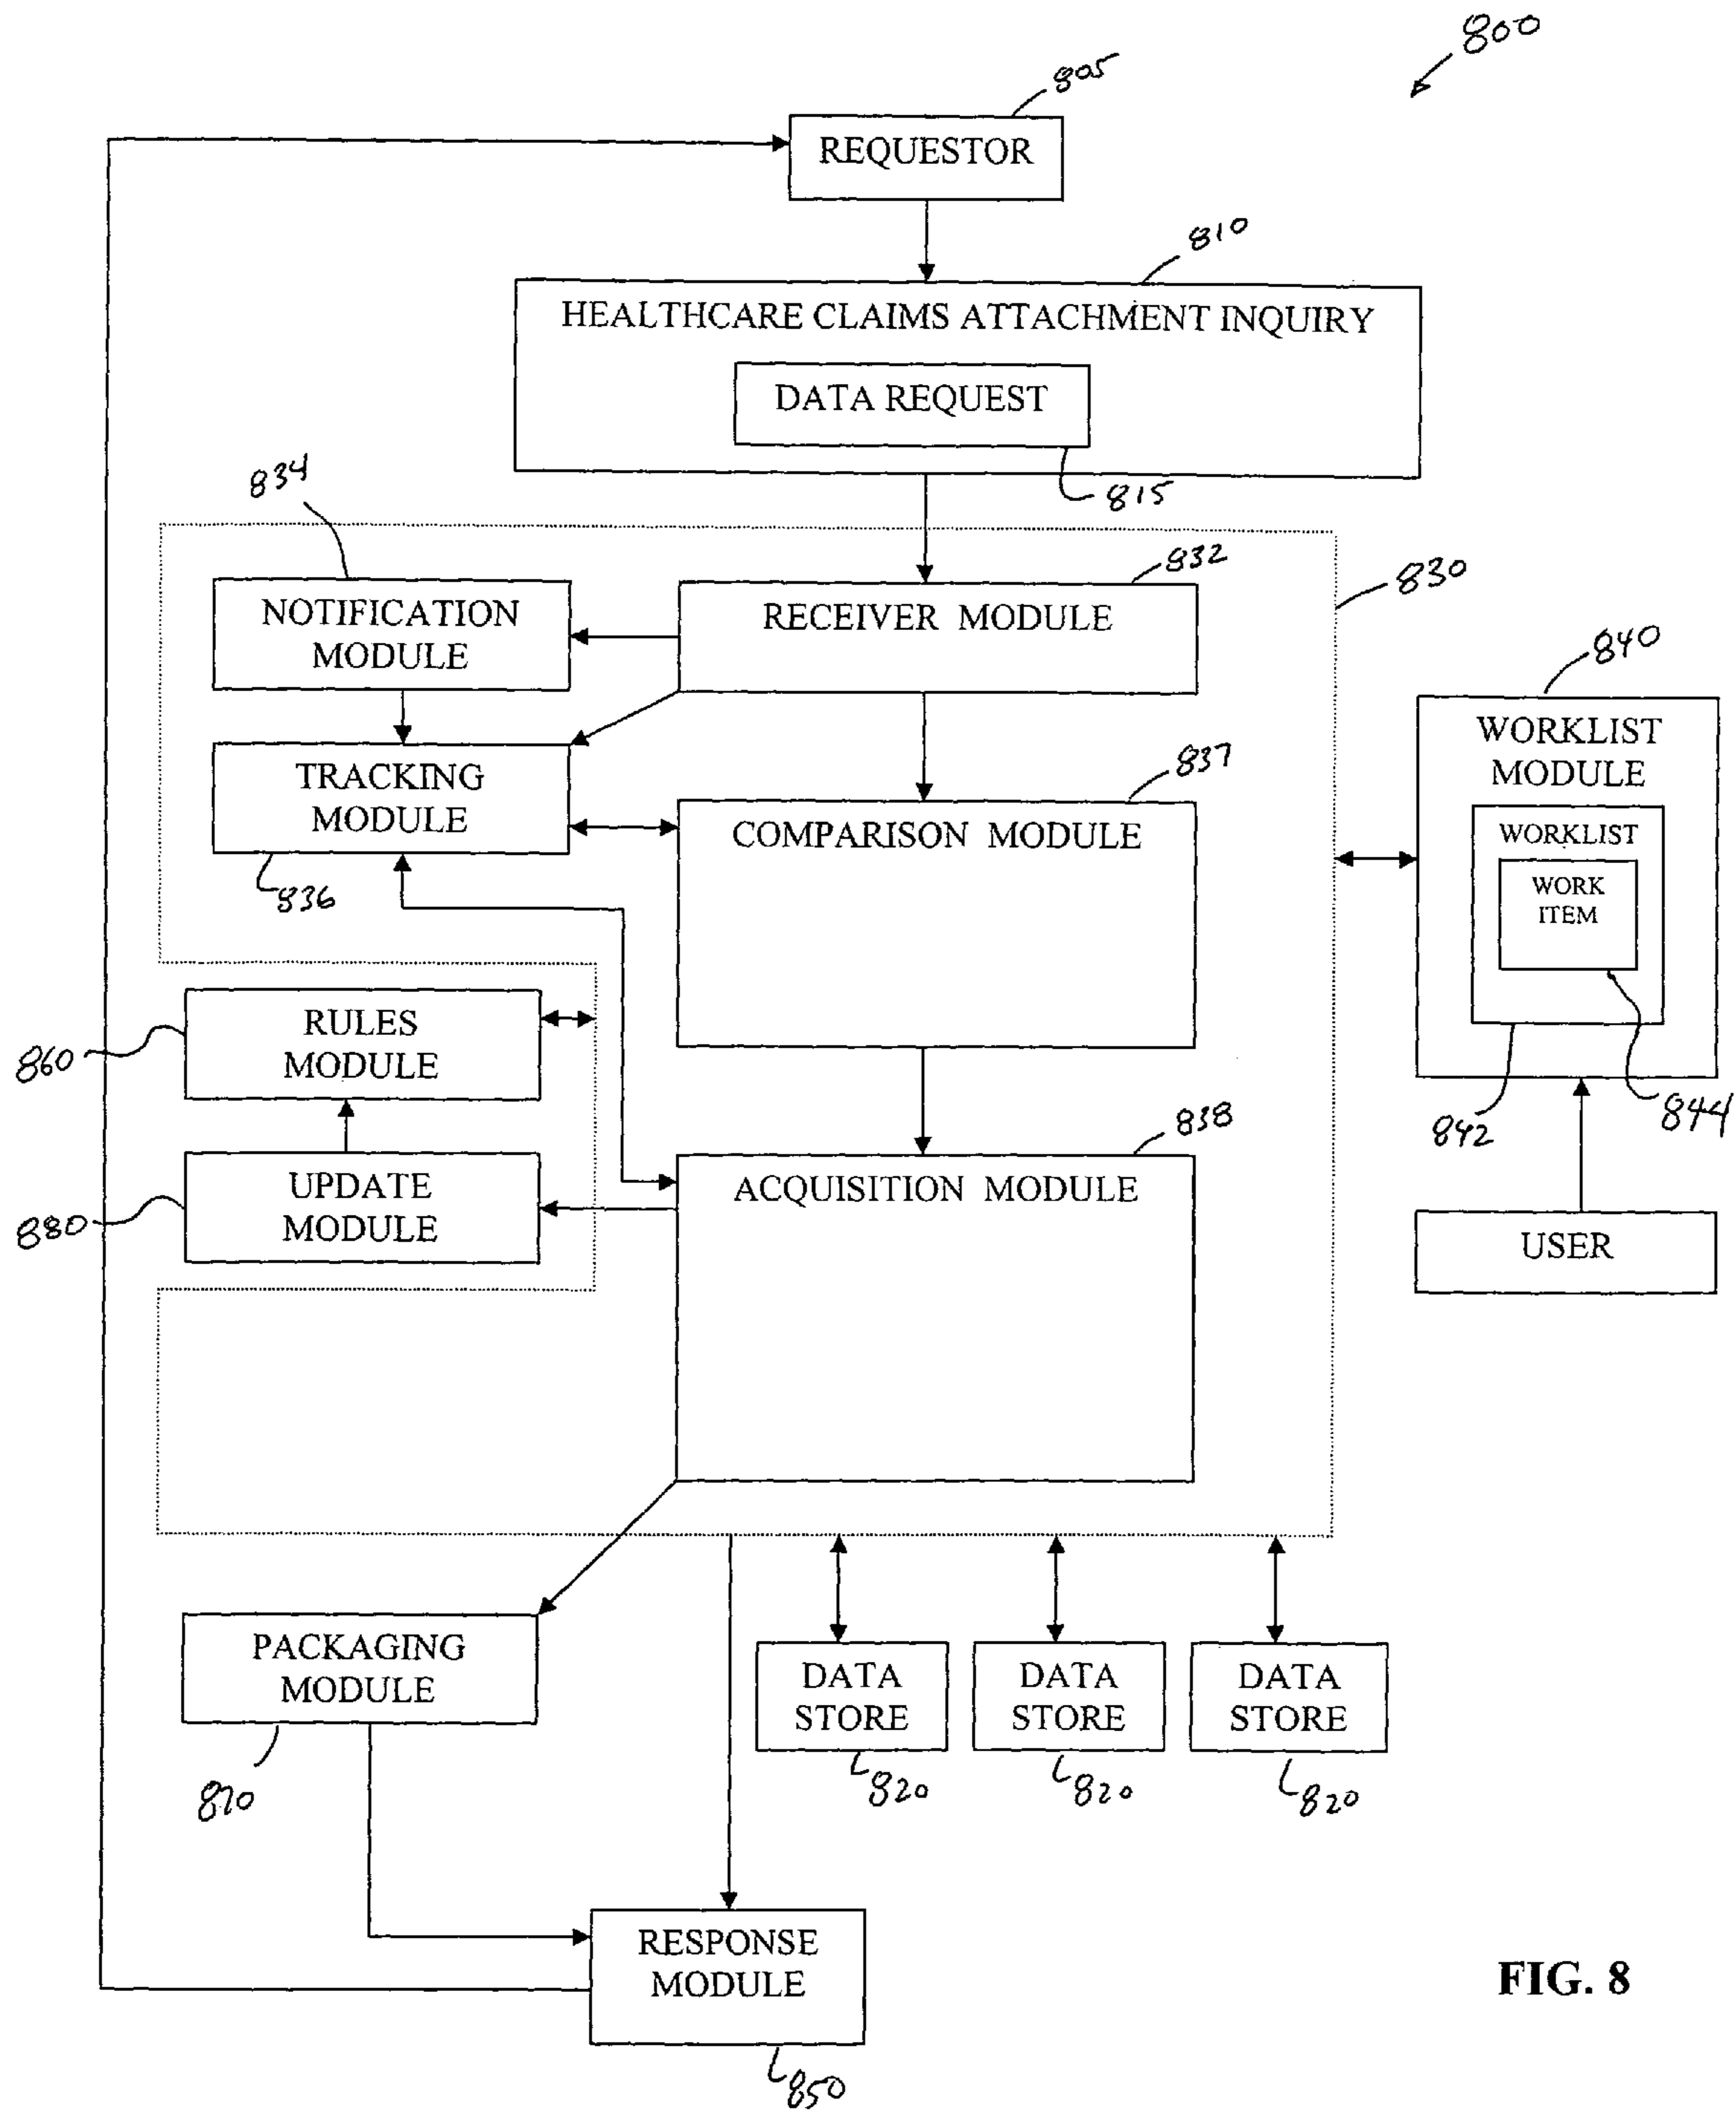 800
805
REQUESTOR
810
HEALTHCARE CLAIMS ATTACHMENT INQUIRY
DATA REQUEST
815
834
832
830
NOTIFICATION
MODULE
RECEIVER MODULE
840
WORKLIST
MODULE
837
TRACKING
MODULE
836
COMPARISON MODULE
WORKLIST
WORK
ITEM
842
844
860
RULES
MODULE
838
880
UPDATE
MODULE
ACQUISITION MODULE
USER
PACKAGING
MODULE
870
DATA
STORE
820
DATA
STORE
820
DATA
STORE
820
RESPONSE
MODULE
850
FIG. 8